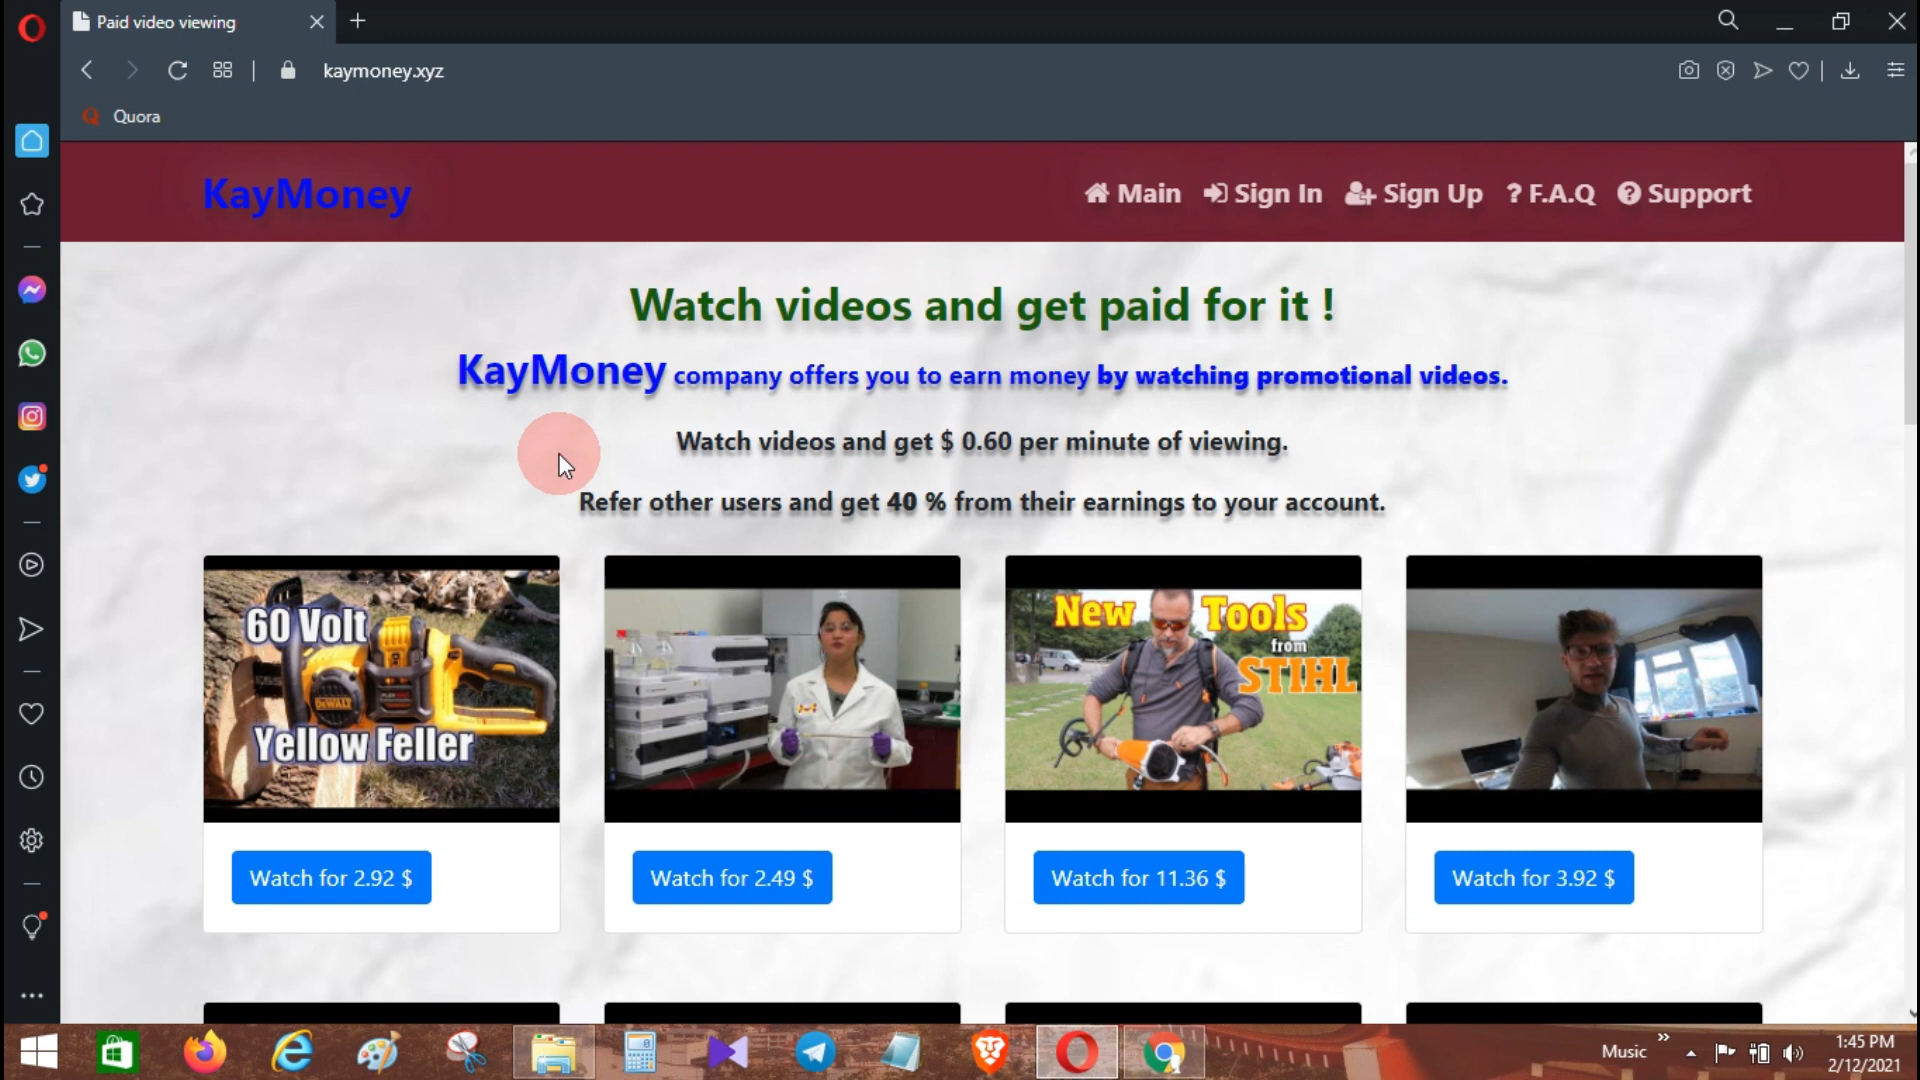 Paid video viewing
kaymoney.xyz
Quora
KayMoney
Main Sign In Sign Up ? F.A.Q Support
Watch videos and get paid for it !
KayMoney company offers you to earn money by watching promotional videos.
Watch videos and get $ 0.60 per minute of viewing.
Refer other users and get 40 % from their earnings to your account.
60 Volt
DEWALT
Yellow Feller
New Tools
from
STIHL
Watch for 2.92 $
Watch for 2.49 $
Watch for 11.36 $
Watch for 3.92 $
Music
1:45 PM
2/12/2021